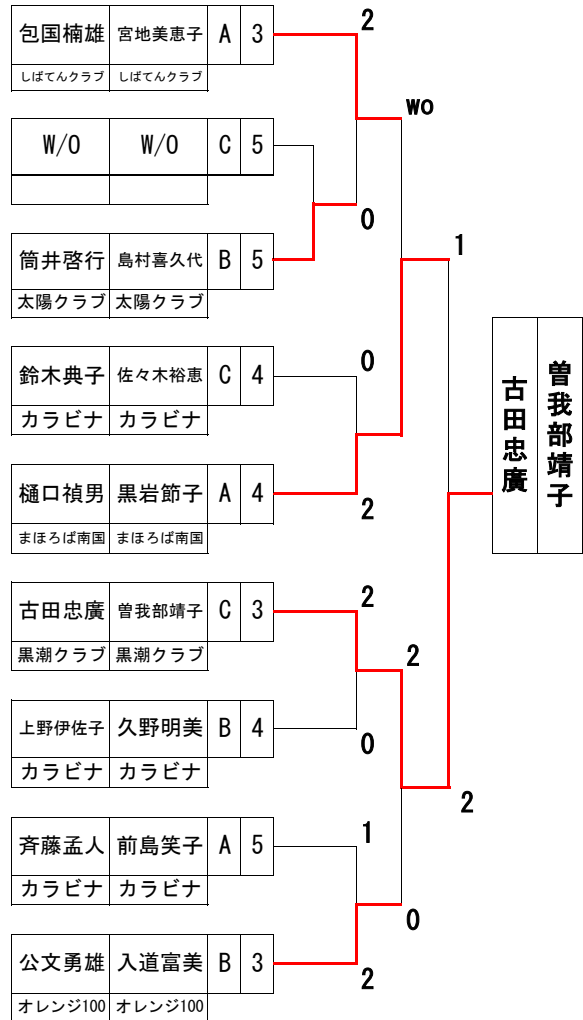 包国楠雄 宮地美恵子 A 3
しばてんクラブ しばてんクラブ
2
WO
W/O W/O C 5
0
筒井啓行 島村喜久代 B 5
太陽クラブ 太陽クラブ
1
鈴木典子 佐々木裕恵 C 4
カラビナ カラビナ
0
樋口禎男 黒岩節子 A 4
まほろば南国 まほろば南国
2
古田忠廣
曽我部靖子
古田忠廣 曽我部靖子 C 3
黒潮クラブ 黒潮クラブ
2
2
上野伊佐子 久野明美 B 4
カラビナ カラビナ
0
2
斉藤孟人 前島笑子 A 5
カラビナ カラビナ
1
0
公文勇雄 入道富美 B 3
オレンジ100 オレンジ100
2